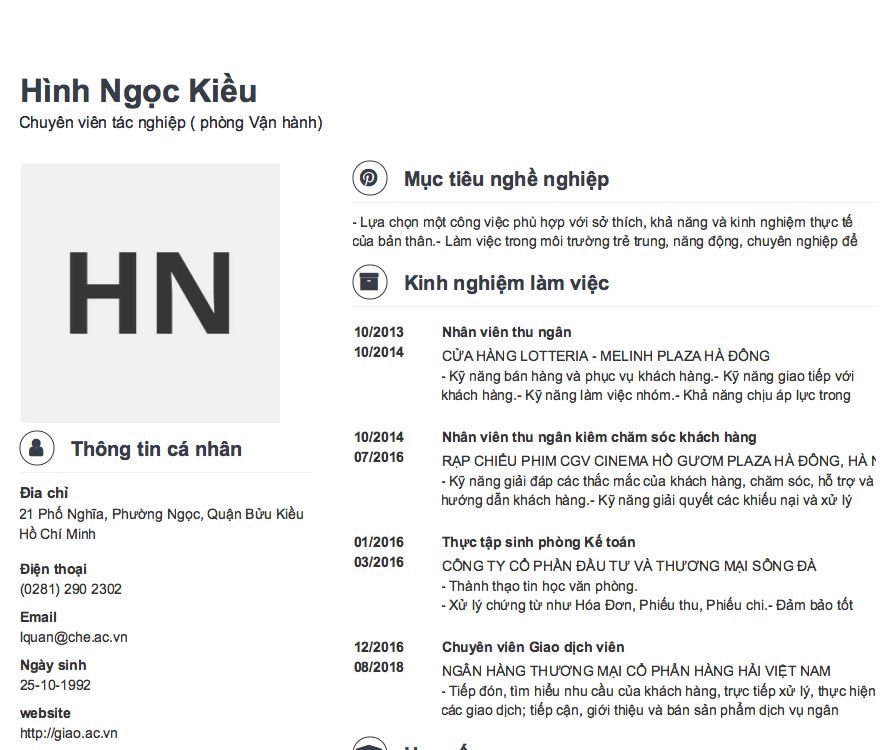 Hình Ngọc Kiều
Chuyên viên tác nghiệp ( phòng Vận hành)
HN
Thông tin cá nhân
Đia chỉ
21 Phố Nghĩa, Phường Ngọc, Quận Bửu Kiều
Hồ Chí Minh
Điện thoại
(0281) 290 2302
Email
lquan@che.ac.vn
Ngày sinh
25-10-1992
website
http://giao.ac.vn
Mục tiêu nghề nghiệp
- Lựa chọn một công việc phù hợp với sở thích, khả năng và kinh nghiệm thực tế
của bản thân.- Làm việc trong môi trường trẻ trung, năng động, chuyên nghiệp để
Kinh nghiệm làm việc
10/2013
10/2014
Nhân viên thu ngân
CỬA HÀNG LOTTERIA - MELINH PLAZA HÀ ĐÔNG
- Kỹ năng bán hàng và phục vụ khách hàng.- Kỹ năng giao tiếp với
khách hàng.- Kỹ năng làm việc nhóm.- Khả năng chịu áp lực trong
10/2014
07/2016
Nhân viên thu ngân kiêm chăm sóc khách hàng
RẠP CHIẾU PHIM CGV CINEMA HỒ GƯƠM PLAZA HÀ ĐÔNG, HÀ
- Kỹ năng giải đáp các thắc mắc của khách hàng, chăm sóc, hỗ trợ và
hướng dẫn khách hàng.- Kỹ năng giải quyết các khiếu nại và xử lý
01/2016
03/2016
Thực tập sinh phòng Kế toán
CÔNG TY CỔ PHẦN ĐẦU TƯ VÀ THƯƠNG MẠI SÔNG ĐÀ
- Thành thạo tin học văn phòng.
- Xử lý chứng từ như Hóa Đơn, Phiếu thu, Phiếu chi.- Đảm bảo tốt
12/2016
08/2018
Chuyên viên Giao dịch viên
NGÂN HÀNG THƯƠNG MẠI CỔ PHẦN HÀNG HẢI VIỆT NAM
- Tiếp đón, tìm hiểu nhu cầu của khách hàng, trực tiếp xử lý, thực hiện
các giao dịch; tiếp cận, giới thiệu và bán sản phẩm dịch vụ ngân